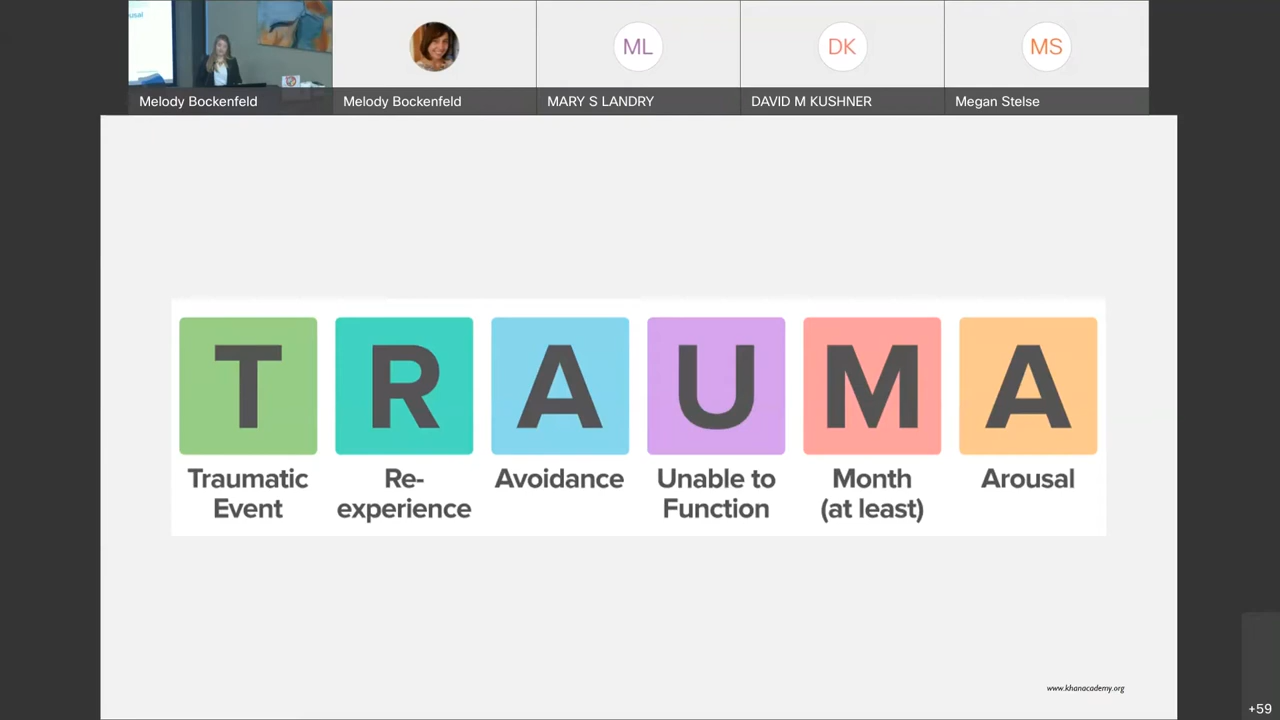 ousal
Melody Bockenfeld
Melody Bockenfeld
ML
MARY S LANDRY
DK
DAVID M KUSHNER
MS
Megan Stelse
T R A U M A
Traumatic Event
Re-experience
Avoidance
Unable to Function
Month (at least)
Arousal
www.khanacademy.org
+59